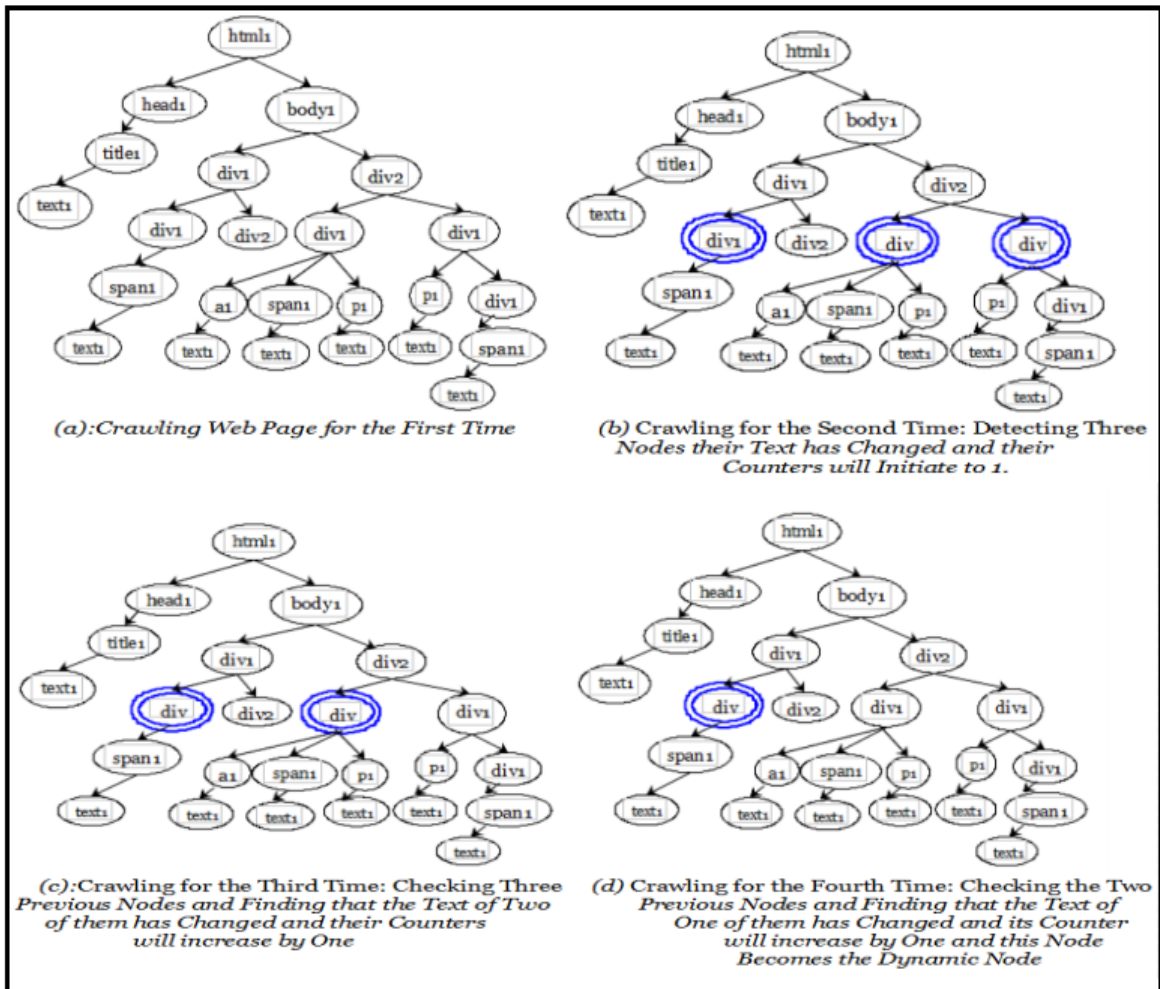 html1
head1
body1
title1
div1
div2
text1
div1
div2
div1
div1
span1
a1
span1
p1
p1
div1
text1
text1
text1
text1
text1
span1
text1
(a):Crawling Web Page for the First Time
html1
head1
body1
title1
div1
div2
text1
div1
div2
div
div
span1
a1
span1
p1
p1
div1
text1
text1
text1
text1
text1
span1
text1
(b) Crawling for the Second Time: Detecting Three
Nodes their Text has Changed and their
Counters will Initiate to 1.
html1
head1
body1
title1
div1
div2
text1
div
div2
div
div1
span1
a1
span1
p1
p1
div1
text1
text1
text1
text1
text1
span1
text1
(c):Crawling for the Third Time: Checking Three
Previous Nodes and Finding that the Text of Two
of them has Changed and their Counters
will increase by One
html1
head1
body1
title1
div1
div2
text1
div
div2
div1
div1
span1
a1
span1
p1
p1
div1
text1
text1
text1
text1
text1
span1
text1
(d) Crawling for the Fourth Time: Checking the Two
Previous Nodes and Finding that the Text of
One of them has Changed and its Counter
will increase by One and this Node
Becomes the Dynamic Node